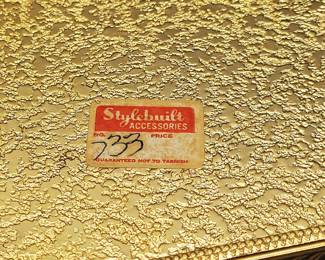 Stylebuilt
ACCESSORIES
NO. PRICE
733
GUARANTEED NOT TO TARNISH